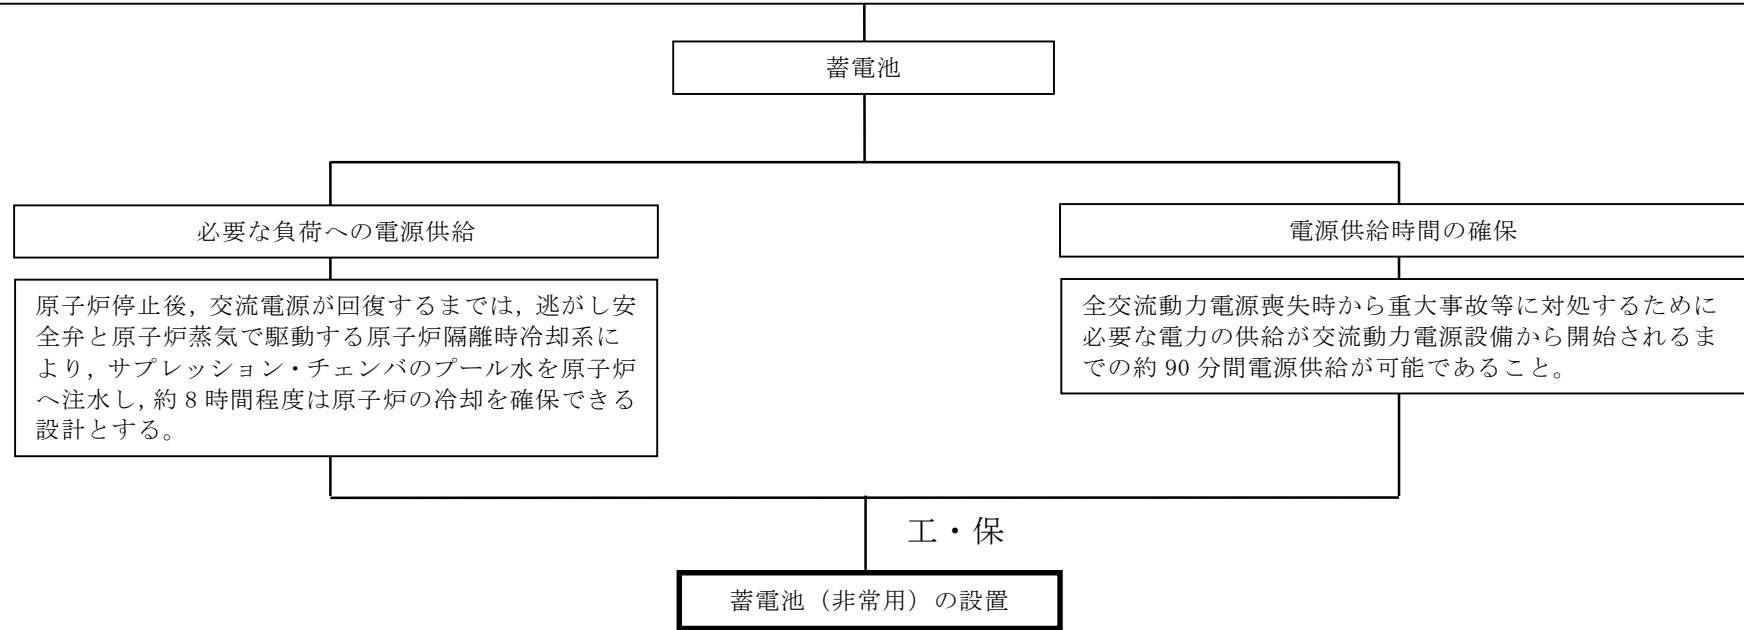 蓄電池
必要な負荷への電源供給
電源供給時間の確保
原子炉停止後，交流電源が回復するまでは，逃がし安
全弁と原子炉蒸気で駆動する原子炉隔離時冷却系に
より，サプレッション・チェンバのプール水を原子炉
へ注水し，約 8 時間程度は原子炉の冷却を確保できる
設計とする。
全交流動力電源喪失時から重大事故等に対処するために
必要な電力の供給が交流動力電源設備から開始されるま
での約 90 分間電源供給が可能であること。
工・保
蓄電池（非常用）の設置